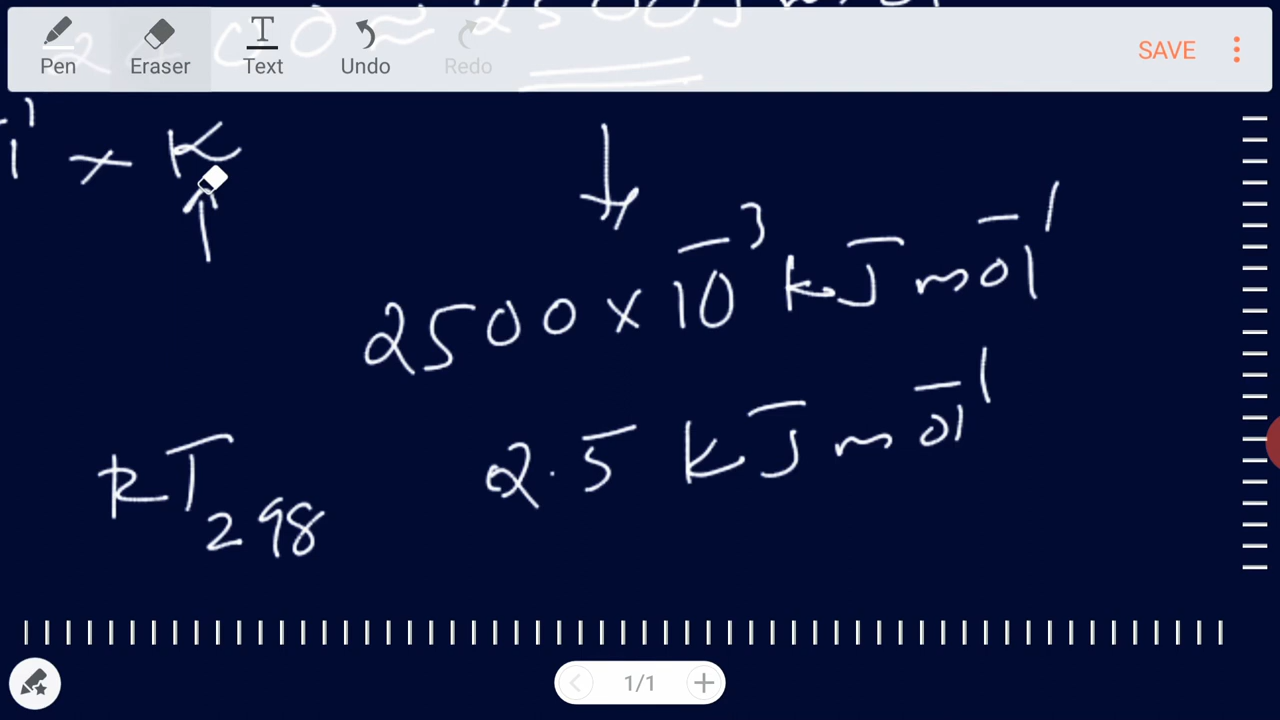 Pen Eraser Text Undo Redo SAVE
× K
2500 × 10⁻³ kJ mol⁻¹
2.5 kJ mol⁻¹
RT₂₉₈
1/1